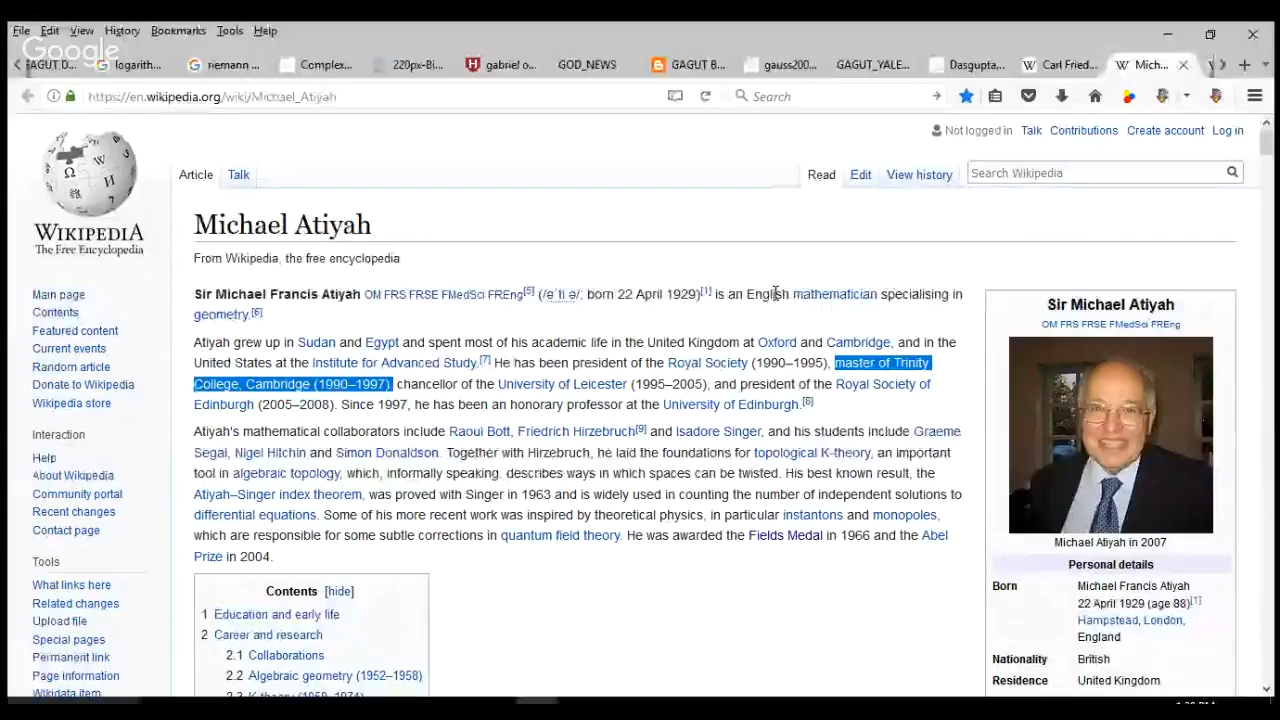 File Edit View History Bookmarks Tools Help
Google
GAGUT D... logarith... riemann ... Complex... 220px-Bi... gabriel o... GOD_NEWS GAGUT B... gauss200... GAGUT_YALE... Dasgupta... Carl Fried... Mich...
https://en.wikipedia.org/wiki/Michael_Atiyah Search
Not logged in Talk Contributions Create account Log in
Article Talk Read Edit View history Search Wikipedia
WIKIPEDIA
The Free Encyclopedia
Main page
Contents
Featured content
Current events
Random article
Donate to Wikipedia
Wikipedia store
Interaction
Help
About Wikipedia
Community portal
Recent changes
Contact page
Tools
What links here
Related changes
Upload file
Special pages
Permanent link
Page information
Wikidata item
Michael Atiyah
From Wikipedia, the free encyclopedia
Sir Michael Francis Atiyah OM FRS FRSE FMedSci FREng[5] (/əˈtiːə/; born 22 April 1929)[1] is an English mathematician specialising in
geometry.[6]
Atiyah grew up in Sudan and Egypt and spent most of his academic life in the United Kingdom at Oxford and Cambridge, and in the
United States at the Institute for Advanced Study.[7] He has been president of the Royal Society (1990–1995), master of Trinity
College, Cambridge (1990–1997), chancellor of the University of Leicester (1995–2005), and president of the Royal Society of
Edinburgh (2005–2008). Since 1997, he has been an honorary professor at the University of Edinburgh.[8]
Atiyah's mathematical collaborators include Raoul Bott, Friedrich Hirzebruch[9] and Isadore Singer, and his students include Graeme
Segal, Nigel Hitchin and Simon Donaldson. Together with Hirzebruch, he laid the foundations for topological K-theory, an important
tool in algebraic topology, which, informally speaking, describes ways in which spaces can be twisted. His best known result, the
Atiyah–Singer index theorem, was proved with Singer in 1963 and is widely used in counting the number of independent solutions to
differential equations. Some of his more recent work was inspired by theoretical physics, in particular instantons and monopoles,
which are responsible for some subtle corrections in quantum field theory. He was awarded the Fields Medal in 1966 and the Abel
Prize in 2004.
Contents [hide]
1 Education and early life
2 Career and research
2.1 Collaborations
2.2 Algebraic geometry (1952–1958)
2.3 K-theory (1959–1974)
Sir Michael Atiyah
OM FRS FRSE FMedSci FREng
Michael Atiyah in 2007
Personal details
Born Michael Francis Atiyah
22 April 1929 (age 88)[1]
Hampstead, London,
England
Nationality British
Residence United Kingdom